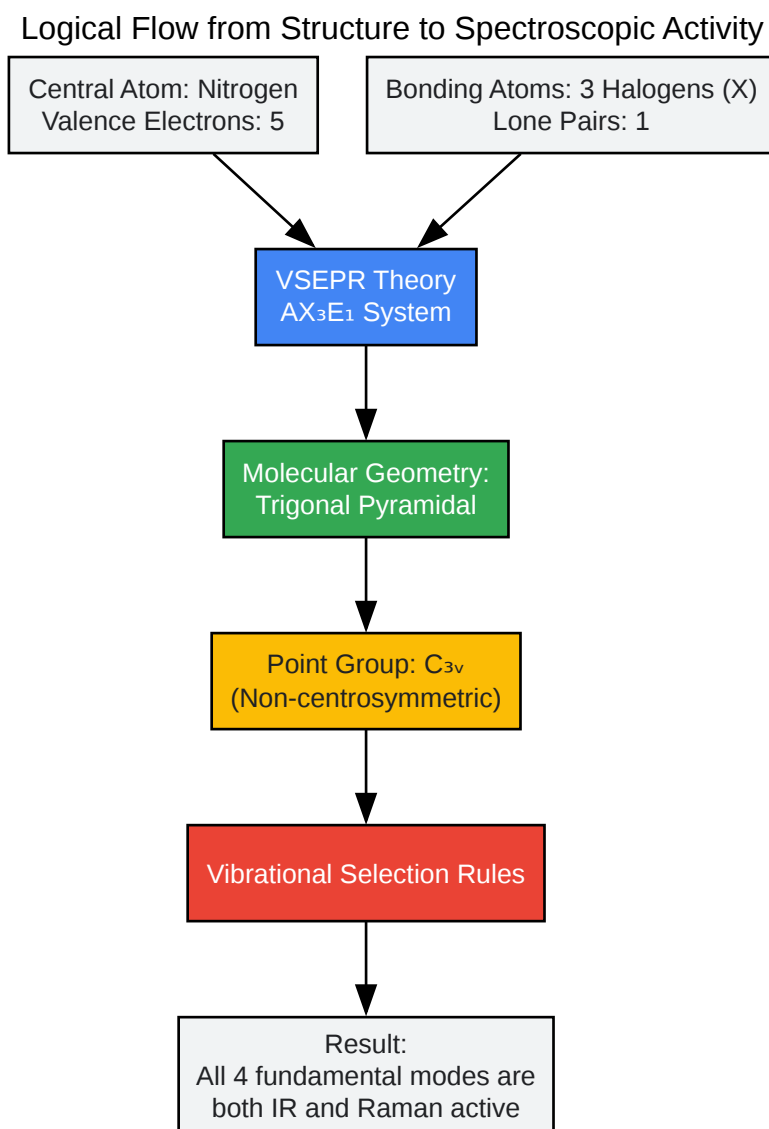 Logical Flow from Structure to Spectroscopic Activity
Central Atom: Nitrogen
Valence Electrons: 5
Bonding Atoms: 3 Halogens (X)
Lone Pairs: 1
VSEPR Theory
AX₃E₁ System
Molecular Geometry:
Trigonal Pyramidal
Point Group: C₃ᵥ
(Non-centrosymmetric)
Vibrational Selection Rules
Result:
All 4 fundamental modes are
both IR and Raman active